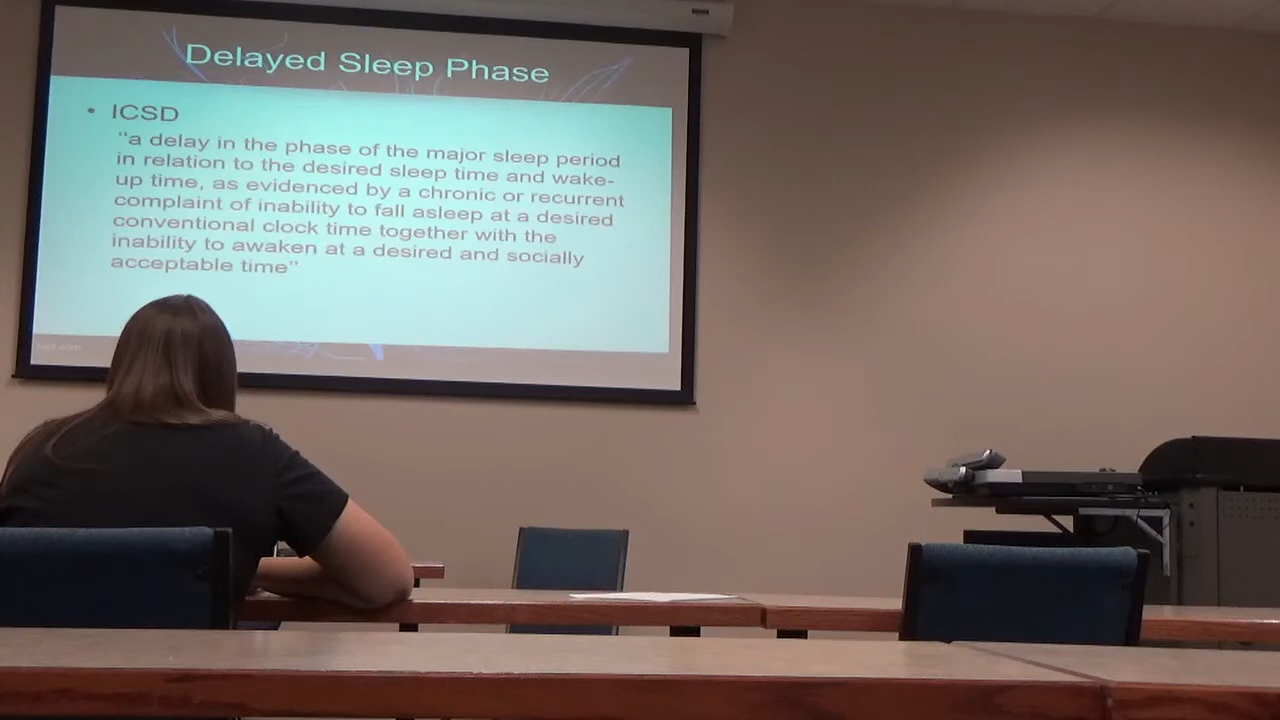 Delayed Sleep Phase
• ICSD
"a delay in the phase of the major sleep period
in relation to the desired sleep time and wake-
up time, as evidenced by a chronic or recurrent
complaint of inability to fall asleep at a desired
conventional clock time together with the
inability to awaken at a desired and socially
acceptable time"